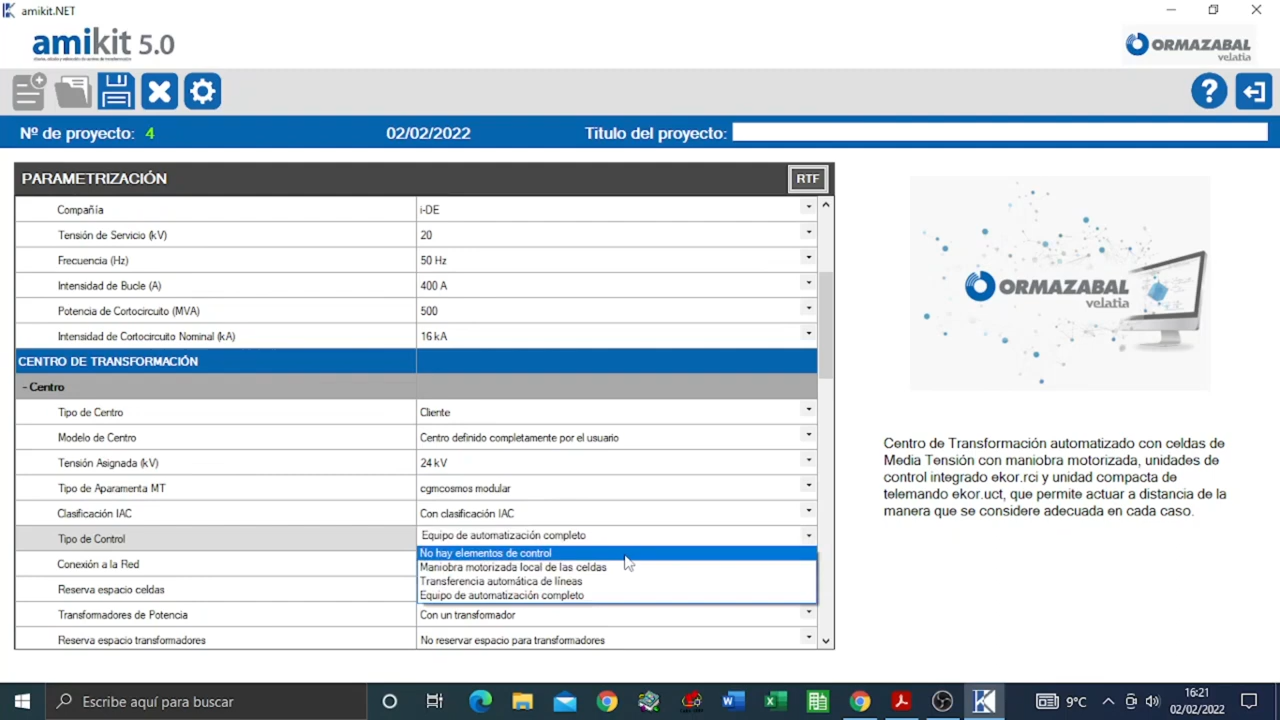 amikit.NET
amikit 5.0
ORMAZABAL
velatia
?
Nº de proyecto: 4
02/02/2022
Titulo del proyecto:
PARAMETRIZACIÓN
RTF
Compañía
i-DE
Tensión de Servicio (kV)
20
Frecuencia (Hz)
50 Hz
Intensidad de Bucle (A)
400 A
Potencia de Cortocircuito (MVA)
500
Intensidad de Cortocircuito Nominal (kA)
16 kA
CENTRO DE TRANSFORMACIÓN
- Centro
Tipo de Centro
Cliente
Modelo de Centro
Centro definido completamente por el usuario
Tensión Asignada (kV)
24 kV
Tipo de Aparamenta MT
cgmcosmos modular
Clasificación IAC
Con clasificación IAC
Tipo de Control
Equipo de automatización completo
No hay elementos de control
Maniobra motorizada local de las celdas
Transferencia automática de líneas
Equipo de automatización completo
Conexión a la Red
Reserva espacio celdas
Transformadores de Potencia
Con un transformador
Reserva espacio transformadores
No reservar espacio para transformadores
ORMAZABAL
velatia
Centro de Transformación automatizado con celdas de
Media Tensión con maniobra motorizada, unidades de
control integrado ekor.rci y unidad compacta de
telemando ekor.uct, que permite actuar a distancia de la
manera que se considere adecuada en cada caso.
Escribe aquí para buscar
9°C
16:21
02/02/2022